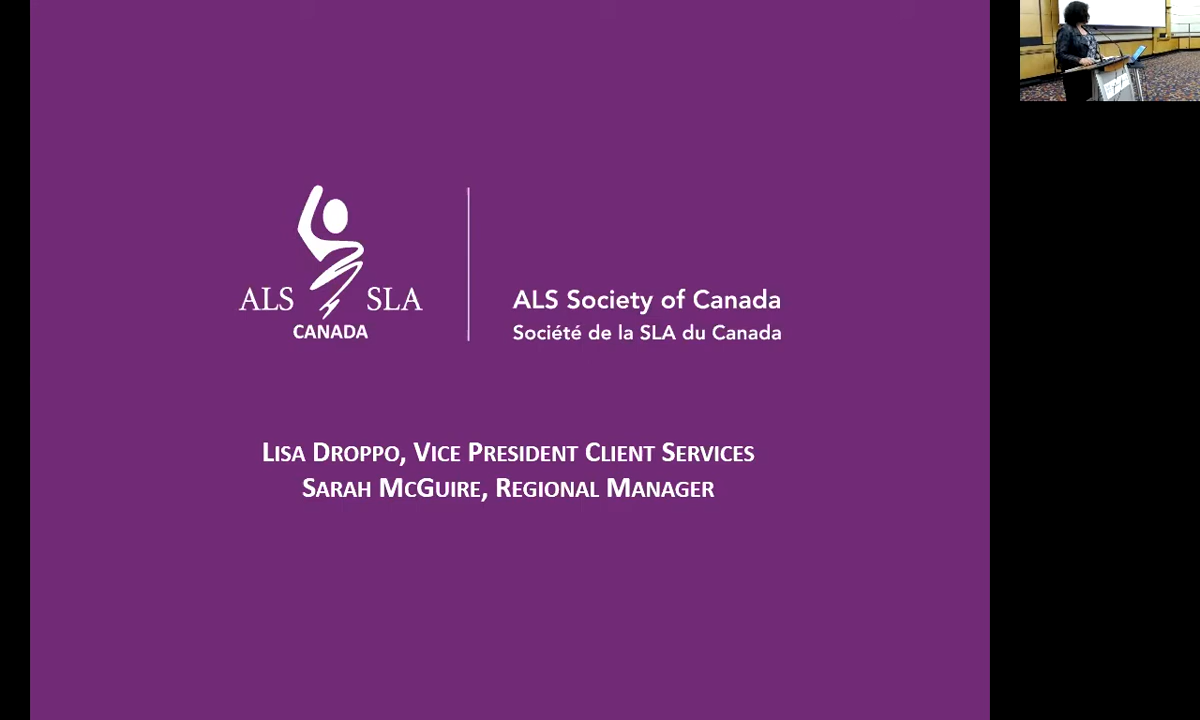 ALS SLA
CANADA
ALS Society of Canada
Société de la SLA du Canada
LISA DROPPO, VICE PRESIDENT CLIENT SERVICES
SARAH MCGUIRE, REGIONAL MANAGER